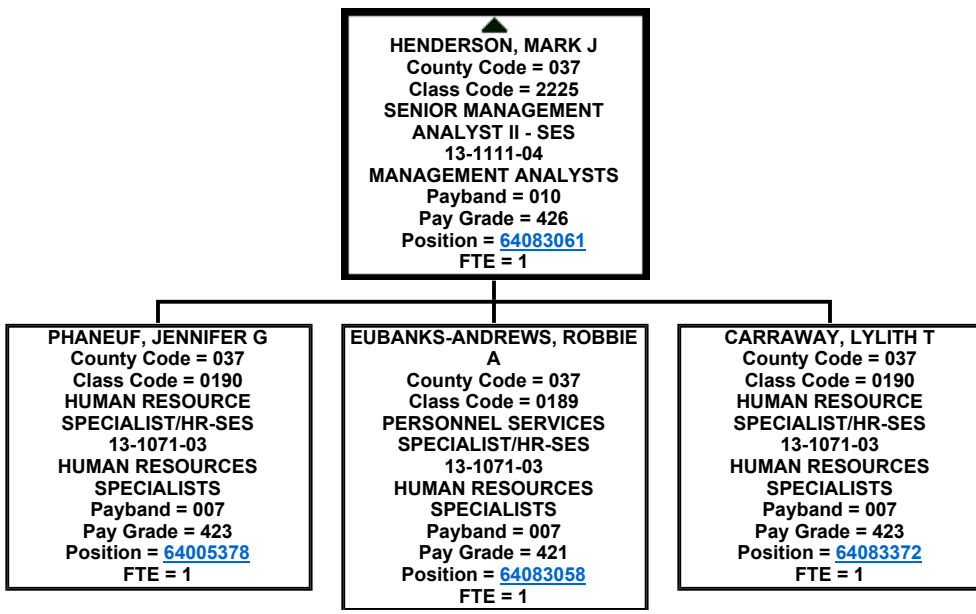 HENDERSON, MARK J
County Code = 037
Class Code = 2225
SENIOR MANAGEMENT
ANALYST II - SES
13-1111-04
MANAGEMENT ANALYSTS
Payband = 010
Pay Grade = 426
Position = 64083061
FTE = 1
PHANEUF, JENNIFER G
County Code = 037
Class Code = 0190
HUMAN RESOURCE
SPECIALIST/HR-SES
13-1071-03
HUMAN RESOURCES
SPECIALISTS
Payband = 007
Pay Grade = 423
Position = 64005378
FTE = 1
EUBANKS-ANDREWS, ROBBIE
A
County Code = 037
Class Code = 0189
PERSONNEL SERVICES
SPECIALIST/HR-SES
13-1071-03
HUMAN RESOURCES
SPECIALISTS
Payband = 007
Pay Grade = 421
Position = 64083058
FTE = 1
CARRAWAY, LYLITH T
County Code = 037
Class Code = 0190
HUMAN RESOURCE
SPECIALIST/HR-SES
13-1071-03
HUMAN RESOURCES
SPECIALISTS
Payband = 007
Pay Grade = 423
Position = 64083372
FTE = 1